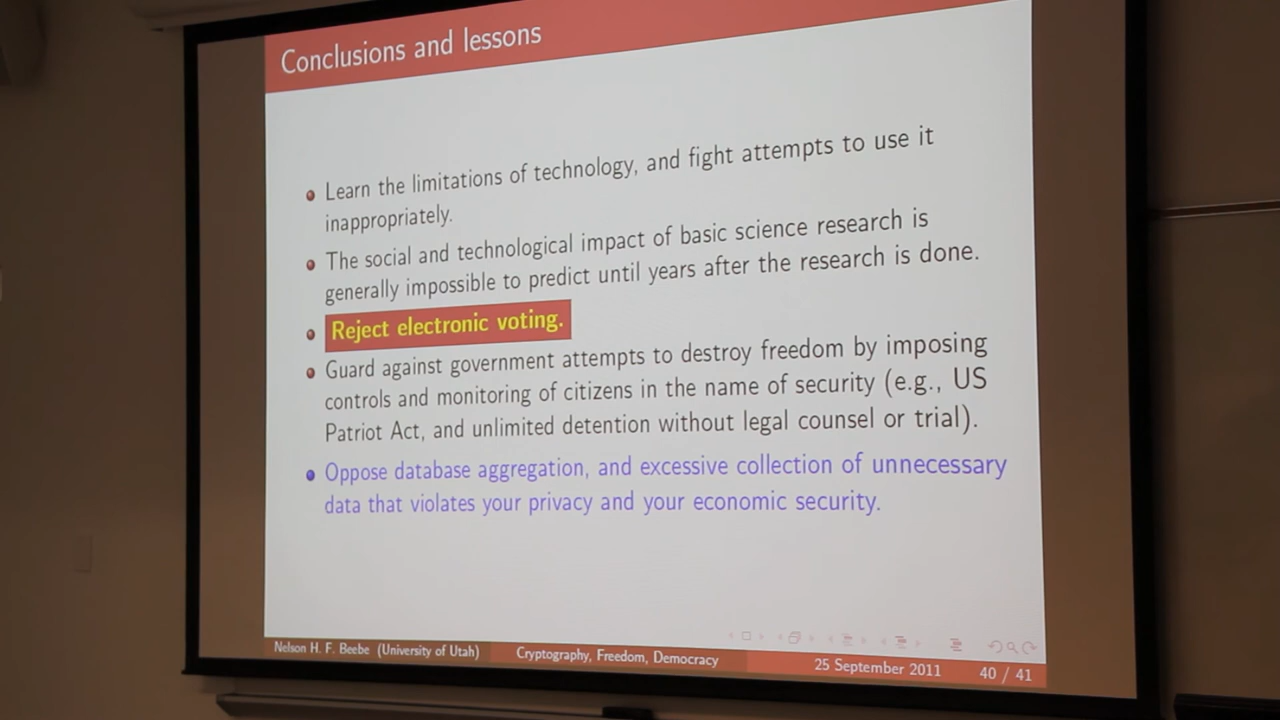 Conclusions and lessons
Learn the limitations of technology, and fight attempts to use it
inappropriately.
The social and technological impact of basic science research is
generally impossible to predict until years after the research is done.
Reject electronic voting.
Guard against government attempts to destroy freedom by imposing
controls and monitoring of citizens in the name of security (e.g., US
Patriot Act, and unlimited detention without legal counsel or trial).
Oppose database aggregation, and excessive collection of unnecessary
data that violates your privacy and your economic security.
Nelson H. F. Beebe (University of Utah) Cryptography, Freedom, Democracy 25 September 2011 40 / 41